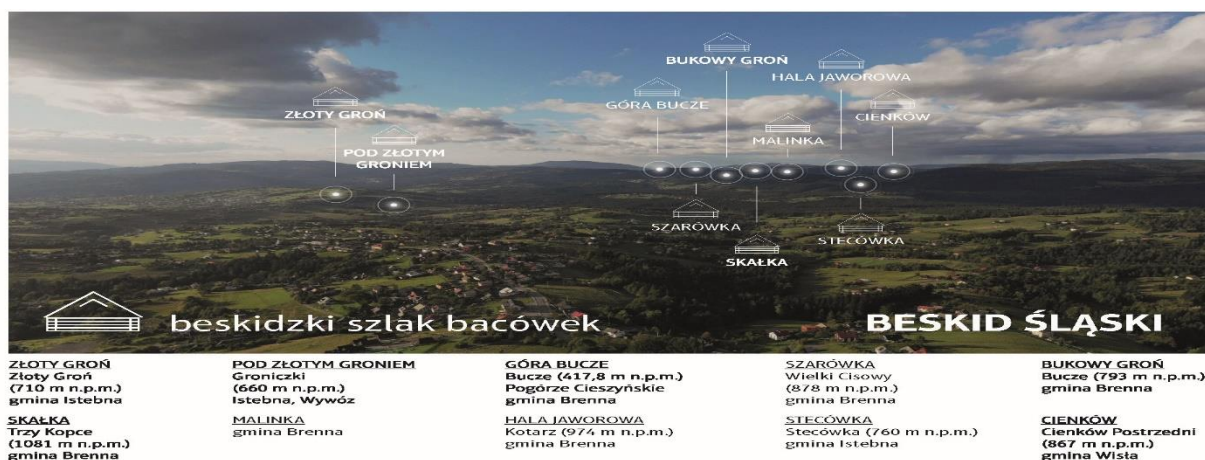 BUKOWY GROŃ
HALA JAWOROWA
GÓRA BUCZE
ZŁOTY GROŃ
CIEŃKÓW
MALINKA
POD ZŁOTYM
GRONIEM
SZARÓWKA
STECÓWKA
SKAŁKA
beskidzki szlak bacówek
BESKID ŚLĄSKI
ZŁOTY GROŃ
Złoty Groń
(710 m n.p.m.)
gmina Istebna
POD ZŁOTYM GRONIEM
Groniczki
(660 m n.p.m.)
Istebna, Wywóz
GÓRA BUCZE
Bucze (417,8 m n.p.m.)
Pogórze Cieszyńskie
gmina Brenna
SZARÓWKA
Wielki Cisowy
(878 m n.p.m.)
gmina Brenna
BUKOWY GROŃ
Bucze (793 m n.p.m.)
gmina Brenna
SKAŁKA
Trzy Kopce
(1081 m n.p.m.)
gmina Brenna
MALINKA
gmina Brenna
HALA JAWOROWA
Kotarz (974 m n.p.m.)
gmina Brenna
STECÓWKA
Stecówka (760 m n.p.m.)
gmina Istebna
CIEŃKÓW
Cieńków Postrzedni
(867 m n.p.m.)
gmina Wisła